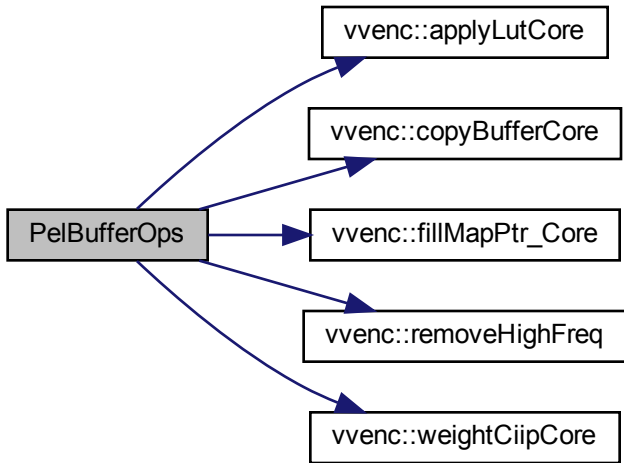 vvenc::applyLutCore
vvenc::copyBufferCore
PelBufferOps
vvenc::fillMapPtr_Core
vvenc::removeHighFreq
vvenc::weightCiipCore